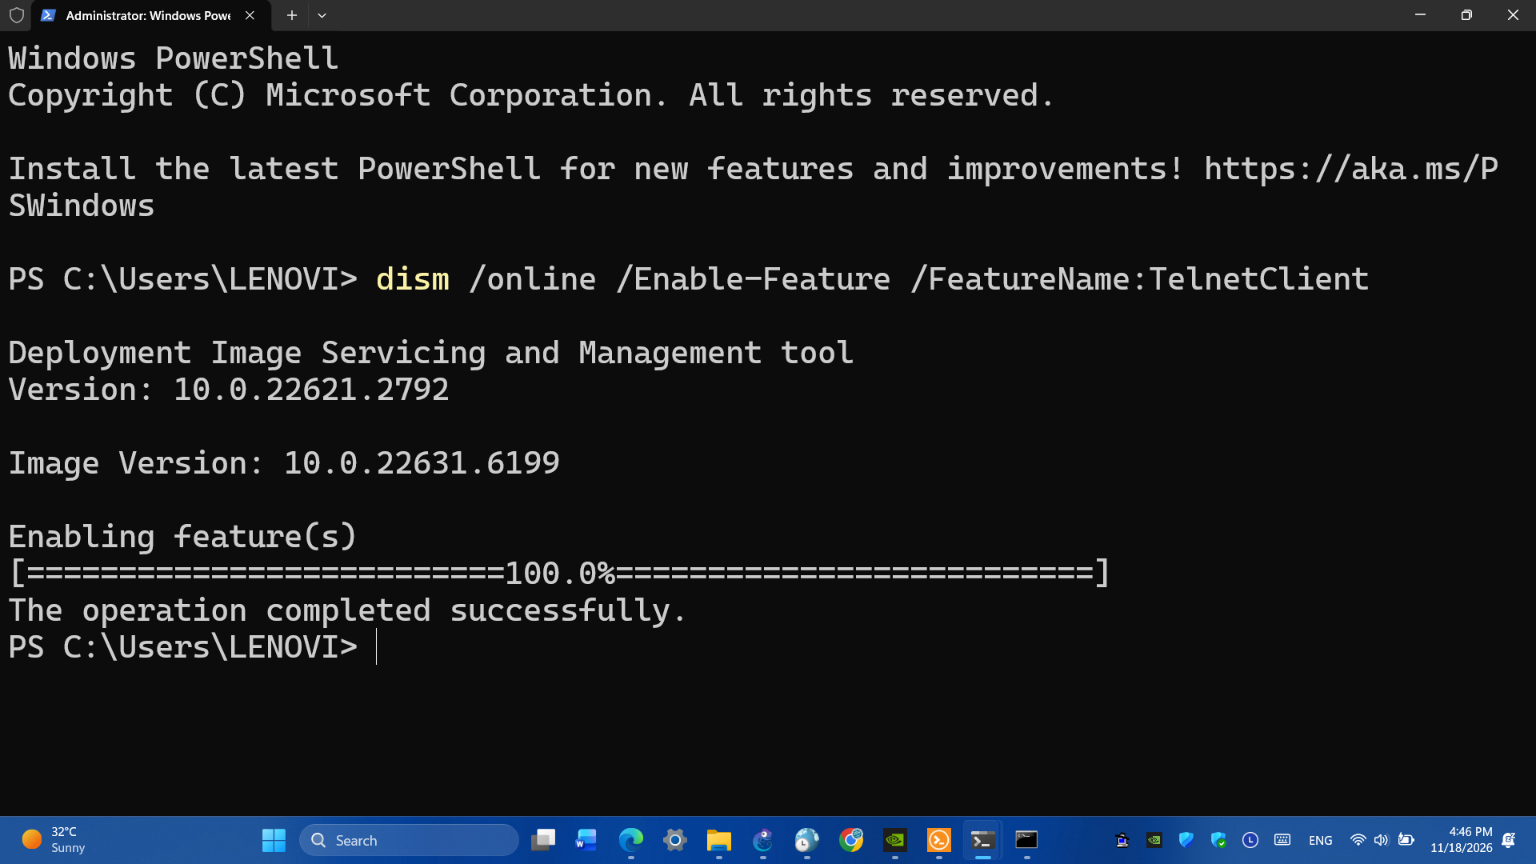 Administrator: Windows Powe
Windows PowerShell
Copyright (C) Microsoft Corporation. All rights reserved.
Install the latest PowerShell for new features and improvements! https://aka.ms/P
SWindows
PS C:\Users\LENOVI> dism /online /Enable-Feature /FeatureName:TelnetClient
Deployment Image Servicing and Management tool
Version: 10.0.22621.2792
Image Version: 10.0.22631.6199
Enabling feature(s)
[==========================100.0%==========================]
The operation completed successfully.
PS C:\Users\LENOVI>
32°C
Sunny
Search
ENG
4:46 PM
11/18/2026